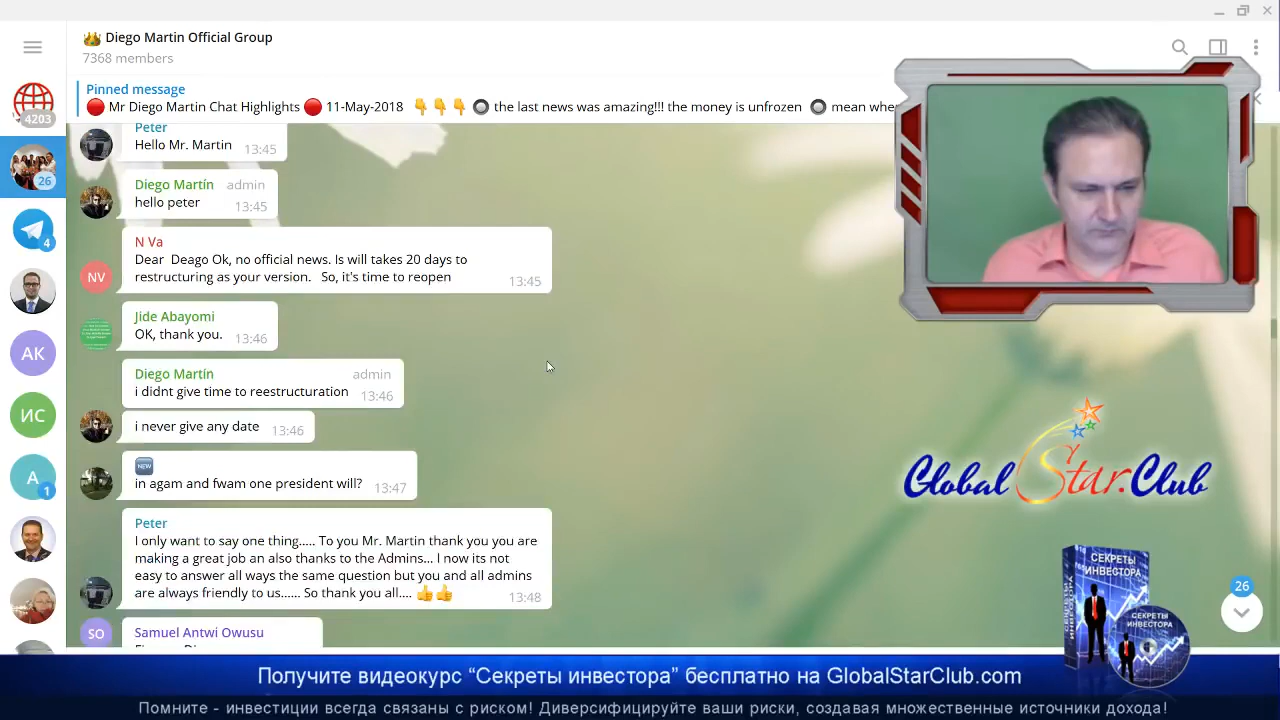 Diego Martin Official Group
7368 members
Pinned message
🔴 Mr Diego Martin Chat Highlights 🔴 11-May-2018 👇👇👇 🔘 the last news was amazing!!! the money is unfrozen 🔘 mean whe
4203
26
4
АК
ИС
A
1
Peter
Hello Mr. Martin 13:45
Diego Martín admin
hello peter 13:45
N Va
Dear Deago Ok, no official news. Is will takes 20 days to
restructuring as your version. So, it's time to reopen 13:45
NV
Jide Abayomi
OK, thank you. 13:46
Diego Martín admin
i didnt give time to reestructuration 13:46
i never give any date 13:46
🆕
in agam and fwam one president will? 13:47
Peter
I only want to say one thing..... To you Mr. Martin thank you you are
making a great job an also thanks to the Admins... I now its not
easy to answer all ways the same question but you and all admins
are always friendly to us...... So thank you all.... 👍👍 13:48
SO
Samuel Antwi Owusu
26
Global Star.Club
СЕКРЕТЫ
ИНВЕСТОРА
СЕКРЕТЫ
ИНВЕСТОРА
Получите видеокурс “Секреты инвестора” бесплатно на GlobalStarClub.com
Помните - инвестиции всегда связаны с риском! Диверсифицируйте ваши риски, создавая множественные источники дохода!